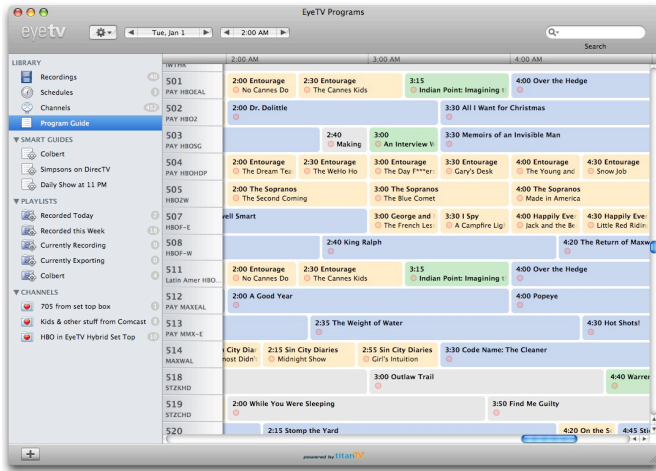 EyeTV Programs
eyetv
Tue, Jan 1
2:00 AM
Search
LIBRARY
Recordings 40
Schedules 3
Channels
Program Guide
SMART GUIDES
Colbert
Simpsons on DirecTV
Daily Show at 11 PM
PLAYLISTS
Recorded Today 2
Recorded this Week
Currently Recording 0
Currently Exporting 0
Colbert 4
CHANNELS
705 from set top box 1
Kids & other stuff from Comcast
HBO in EyeTV Hybrid Set Top
2:00 AM 3:00 AM 4:00 AM
501
PAY HBOEAL
2:00 Entourage 2:30 Entourage 3:15 4:00 Over the Hedge
No Cannes Do The Cannes Kids Indian Point: Imagining t
502
PAY HBO2
2:00 Dr. Dolittle 3:30 All I Want for Christmas
503
PAY HBOSG
2:40 3:00 3:30 Memoirs of an Invisible Man
Making An Interview W
504
PAY HBOHDP
2:00 Entourage 2:30 Entourage 3:00 Entourage 3:30 Entourage 4:00 Entourage 4:30 Entourage
The Dream Tea The WeHo Ho The Day F***er Gary's Desk The Young and Snow Job
505
HBO2W
2:00 The Sopranos 3:00 The Sopranos 4:00 The Sopranos
The Second Coming The Blue Comet Made in America
507
HBOF-E
well Smart 3:00 George and 3:30 I Spy 4:00 Happily Eve 4:30 Happily Eve
The French Les A Campfire Lig Jack and the Be Little Red Ridin
508
HBOF-W
2:40 King Ralph 4:20 The Return of Maxw
511
Latin Amer HBO...
2:00 Entourage 2:30 Entourage 3:15 4:00 Over the Hedge
No Cannes Do The Cannes Kids Indian Point: Imagining t
512
PAY MAXEAL
2:00 A Good Year 4:00 Popeye
513
PAY MMX-E
2:35 The Weight of Water 4:30 Hot Shots!
514
MAXWAL
City Diar 2:15 Sin City Diaries 2:55 Sin City Diaries 3:30 Code Name: The Cleaner
most Didn' Midnight Show Girl's Intuition
518
STZKHD
3:00 Outlaw Trail 4:40 Warren
519
STZCHD
2:00 While You Were Sleeping 3:50 Find Me Guilty
520
2:15 Stomp the Yard 4:20 On the S 4:45 Sti
powered by titanTV